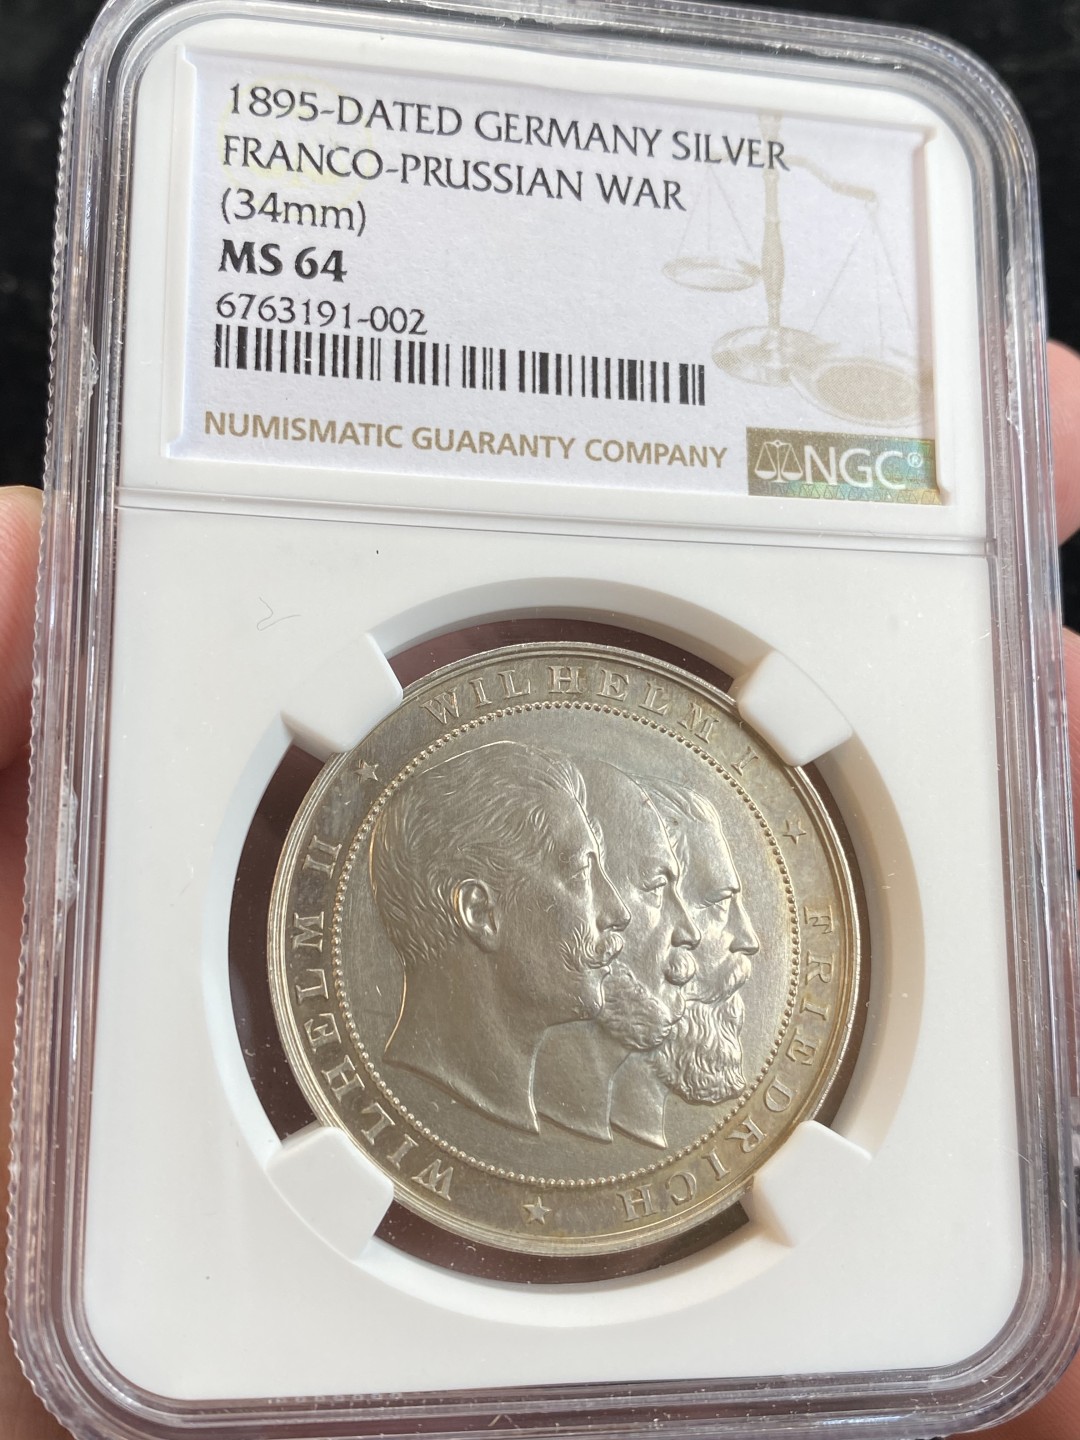 1895-DATED GERMANY SILVER
FRANCO-PRUSSIAN WAR
(34mm)
MS 64
6763191-002
NUMISMATIC GUARANTY COMPANY
NGC®
WILHELM I
FRIEDRICH
WILHELM II